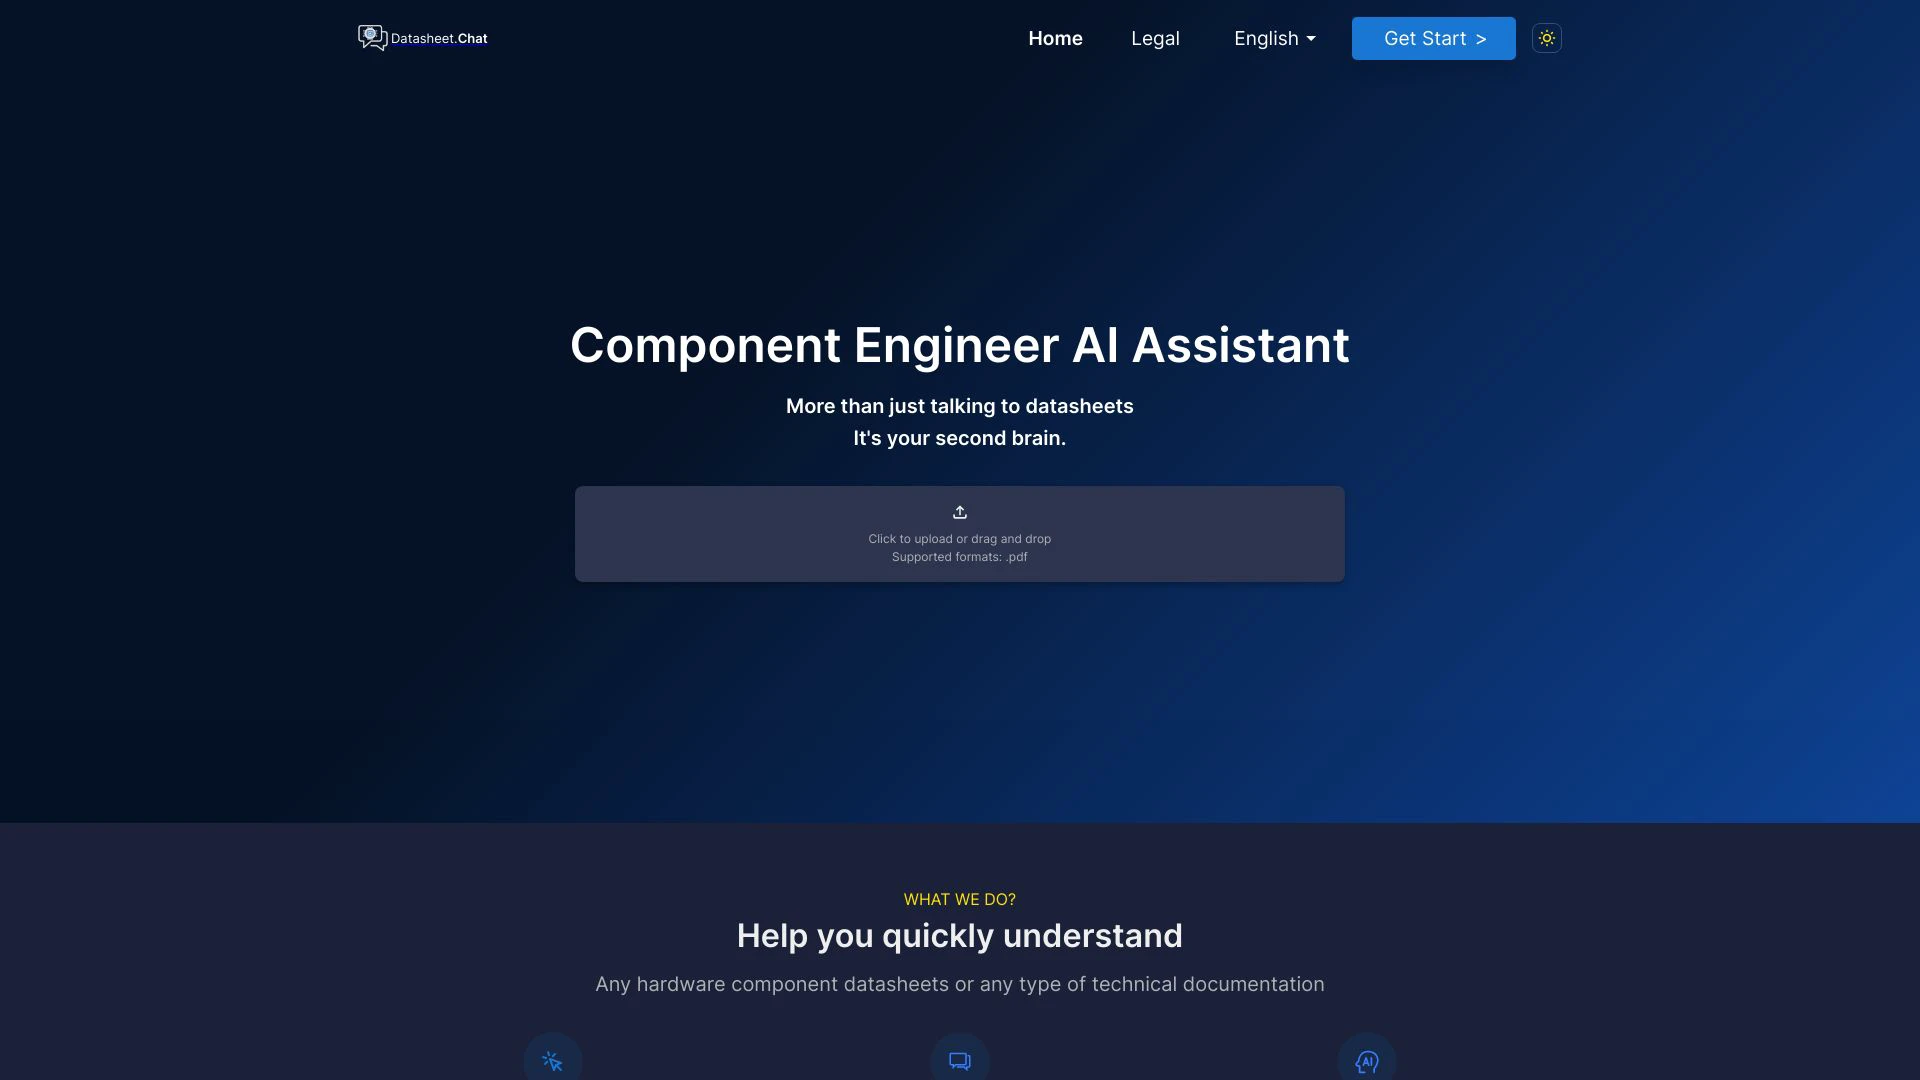 Datasheet.Chat
Home
Legal
English
Get Start >
Component Engineer AI Assistant
More than just talking to datasheets
It's your second brain.
Click to upload or drag and drop
Supported formats: .pdf
WHAT WE DO?
Help you quickly understand
Any hardware component datasheets or any type of technical documentation
AI